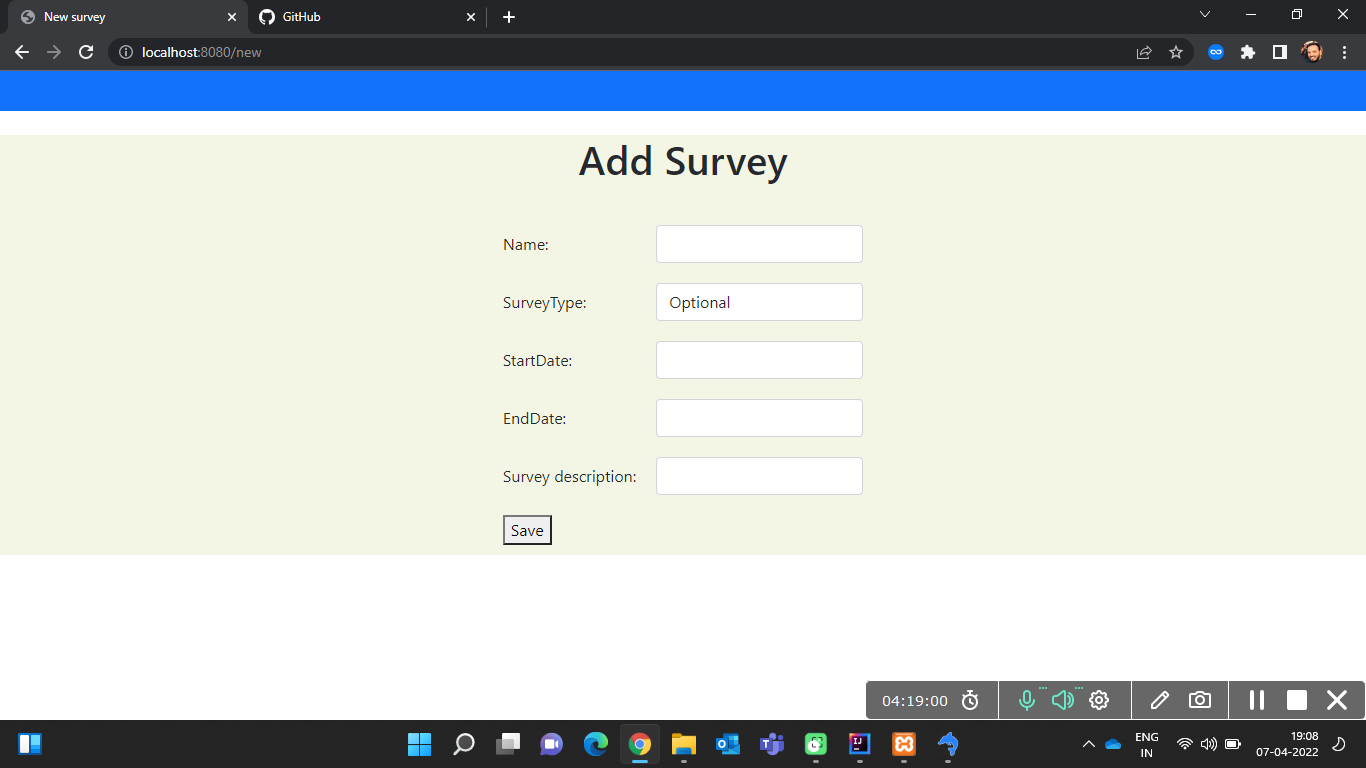 New survey
GitHub
localhost:8080/new
Add Survey
Name:
SurveyType:
Optional
StartDate:
EndDate:
Survey description:
Save
04:19:00
ENG
IN
19:08
07-04-2022